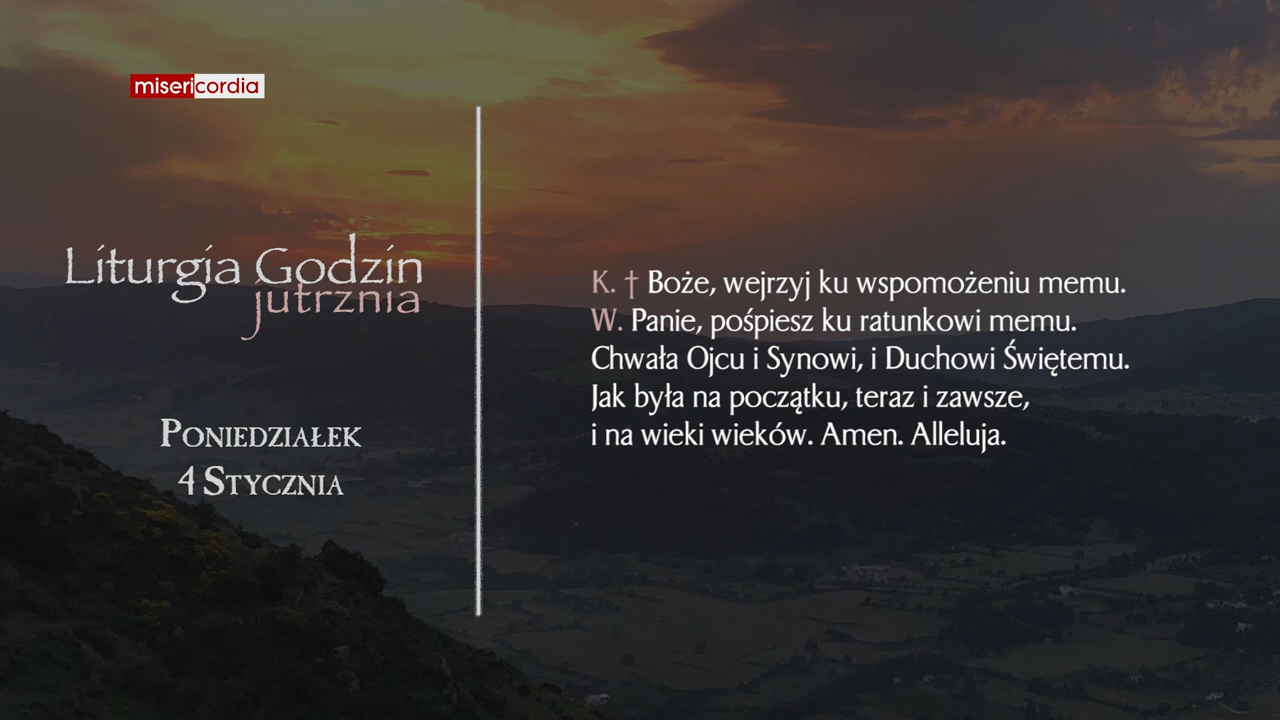 misericordia
Liturgia Godzin
jutrznia
Poniedziałek
4 Stycznia
K. † Boże, wejrzyj ku wspomożeniu memu.
W. Panie, pośpiesz ku ratunkowi memu.
Chwała Ojcu i Synowi, i Duchowi Świętemu.
Jak była na początku, teraz i zawsze,
i na wieki wieków. Amen. Alleluja.